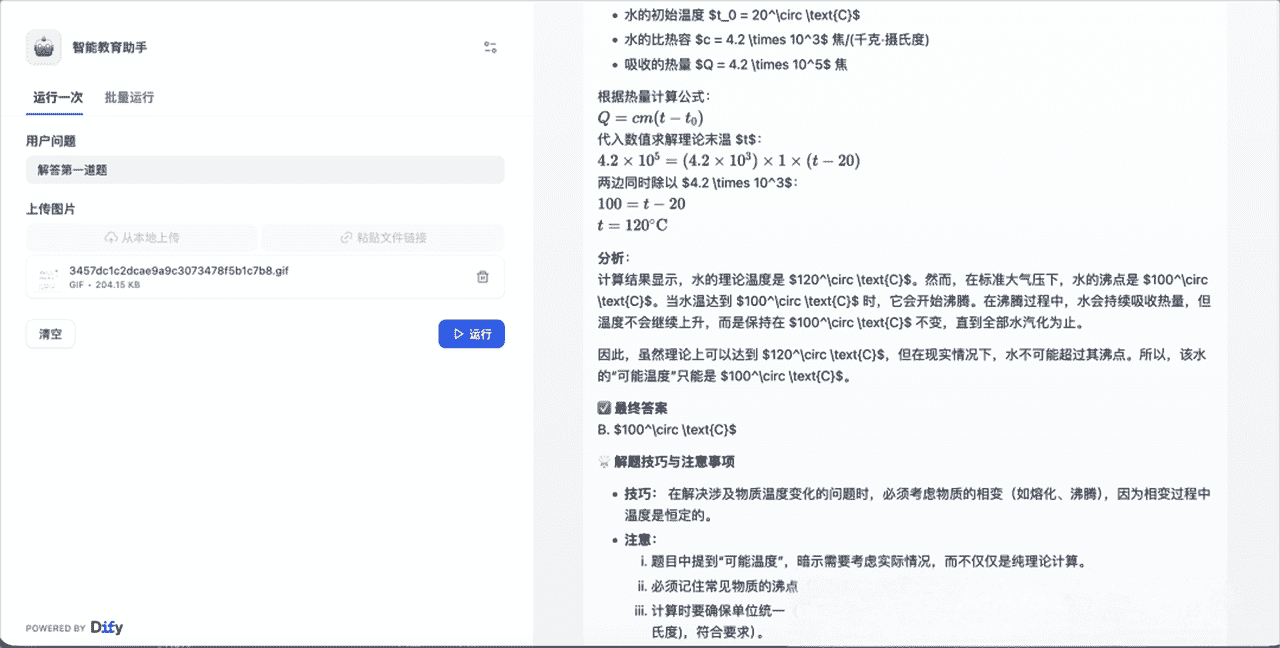 智能教育助手
运行一次 批量运行
用户问题
解答第一道题
上传图片
从本地上传 粘贴文件链接
3457dc1c2dcae9a9c3073478f5b1c7b8.gif
GIF · 204.15 KB
清空 运行
POWERED BY Dify
• 水的初始温度 $t_0 = 20^\circ \text{C}$
• 水的比热容 $c = 4.2 \times 10^3$ 焦/(千克·摄氏度)
• 吸收的热量 $Q = 4.2 \times 10^5$ 焦
根据热量计算公式：
Q = cm(t − t₀)
代入数值求解理论末温 $t$：
4.2 × 10⁵ = (4.2 × 10³) × 1 × (t − 20)
两边同时除以 $4.2 \times 10^3$：
100 = t − 20
t = 120°C
分析：
计算结果显示，水的理论温度是 $120^\circ \text{C}$。然而，在标准大气压下，水的沸点是 $100^\circ
\text{C}$。当水温达到 $100^\circ \text{C}$ 时，它会开始沸腾。在沸腾过程中，水会持续吸收热量，但
温度不会继续上升，而是保持在 $100^\circ \text{C}$ 不变，直到全部水汽化为止。
因此，虽然理论上可以达到 $120^\circ \text{C}$，但在现实情况下，水不可能超过其沸点。所以，该水
的“可能温度”只能是 $100^\circ \text{C}$。
☑ 最终答案
B. $100^\circ \text{C}$
解题技巧与注意事项
• 技巧： 在解决涉及物质温度变化的问题时，必须考虑物质的相变（如熔化、沸腾），因为相变过程中
温度是恒定的。
• 注意：
i. 题目中提到“可能温度”，暗示需要考虑实际情况，而不仅仅是纯理论计算。
ii. 必须记住常见物质的沸点
iii. 计算时要确保单位统一
氏度)，符合要求）。